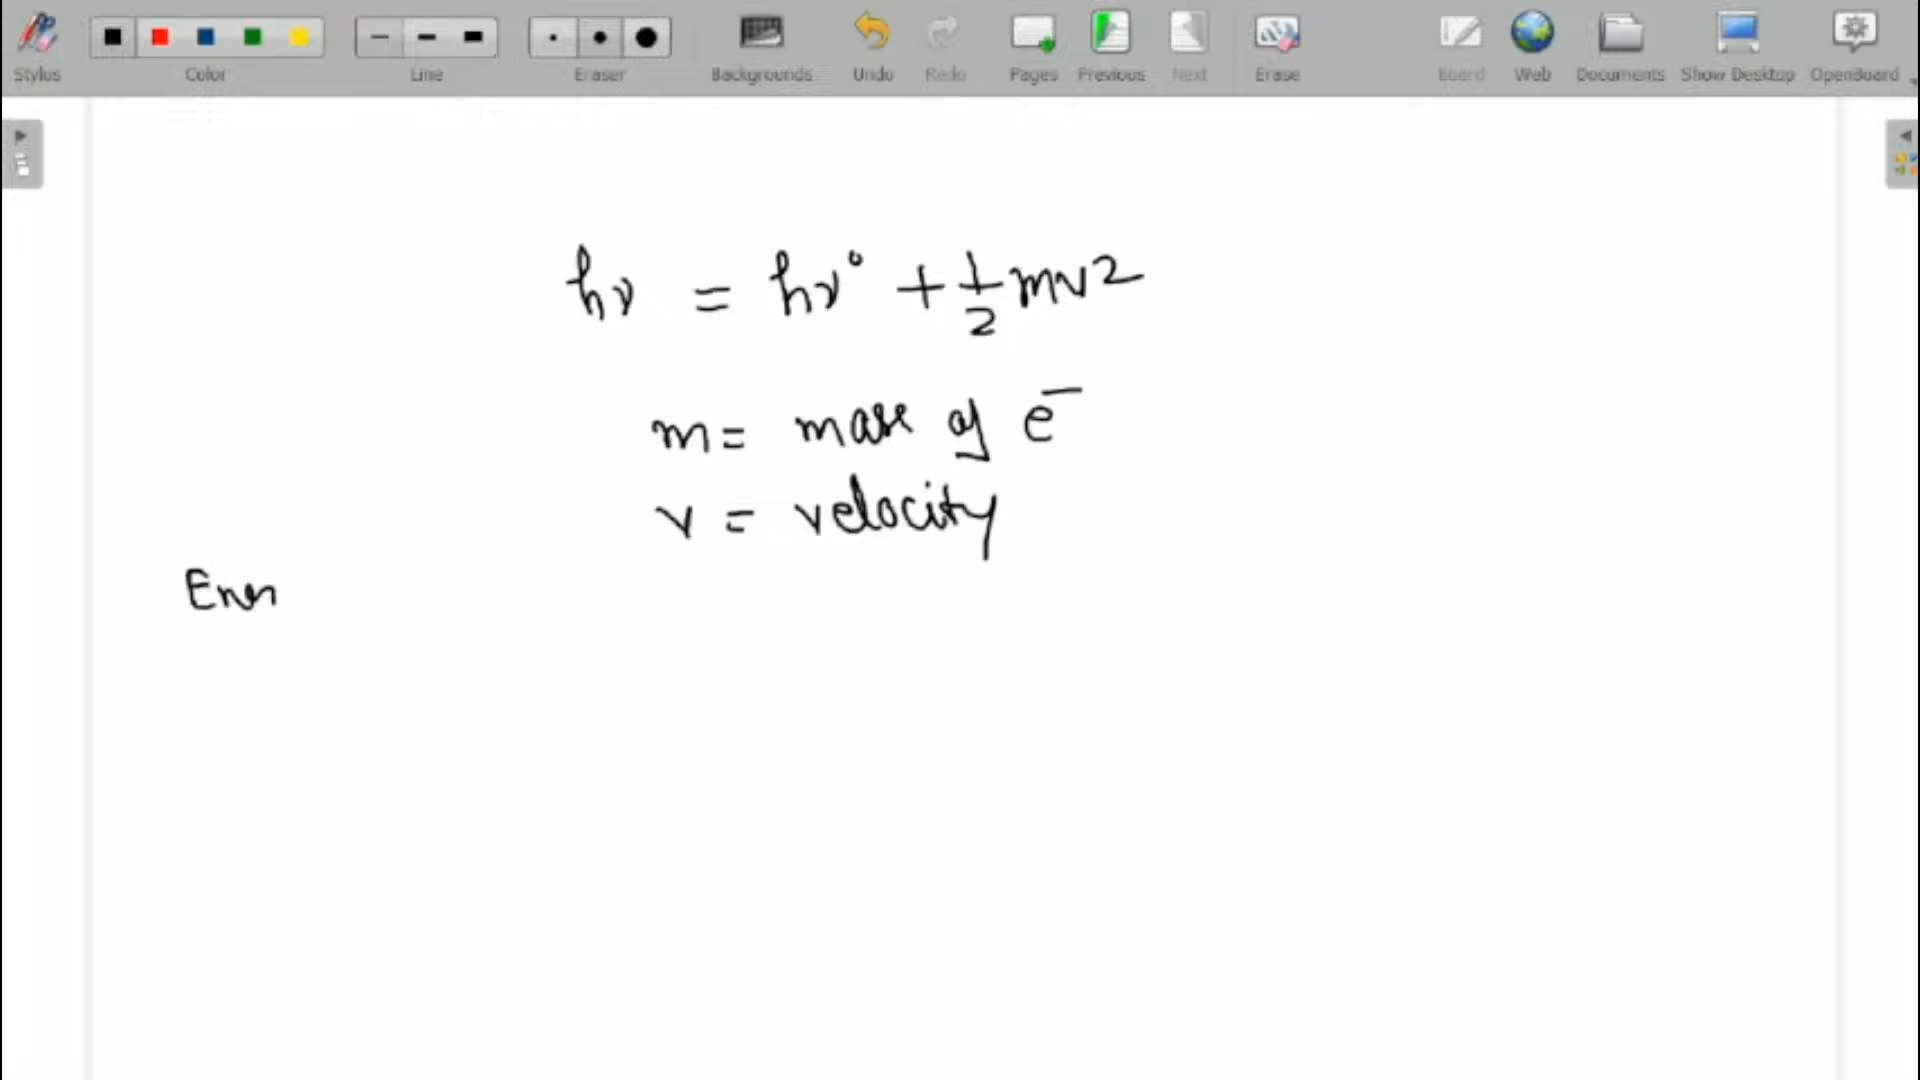 Stylus Color Line Eraser Backgrounds Undo Redo Pages Previous Next Erase Board Web Documents Show Desktop OpenBoard
hν = hν° + 1/2 mv2
m = mass of e⁻
v = velocity
Ener